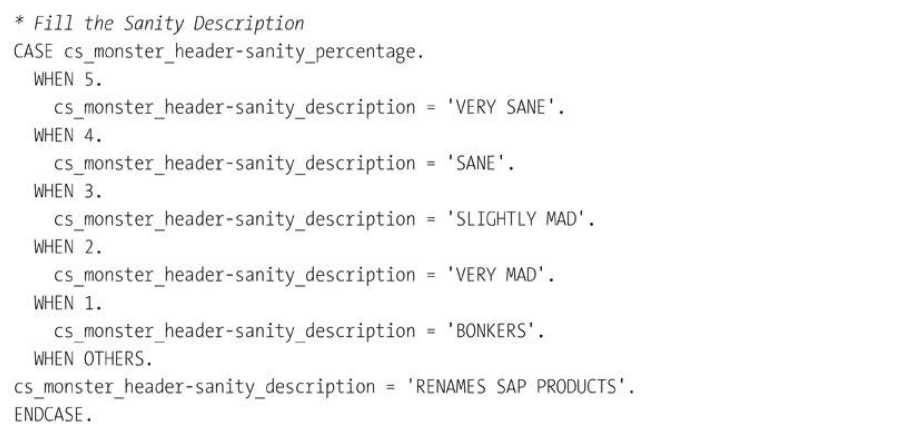 * Fill the Sanity Description
CASE cs_monster_header-sanity_percentage.
  WHEN 5.
    cs_monster_header-sanity_description = 'VERY SANE'.
  WHEN 4.
    cs_monster_header-sanity_description = 'SANE'.
  WHEN 3.
    cs_monster_header-sanity_description = 'SLIGHTLY MAD'.
  WHEN 2.
    cs_monster_header-sanity_description = 'VERY MAD'.
  WHEN 1.
    cs_monster_header-sanity_description = 'BONKERS'.
  WHEN OTHERS.
cs_monster_header-sanity_description = 'RENAMES SAP PRODUCTS'.
ENDCASE.